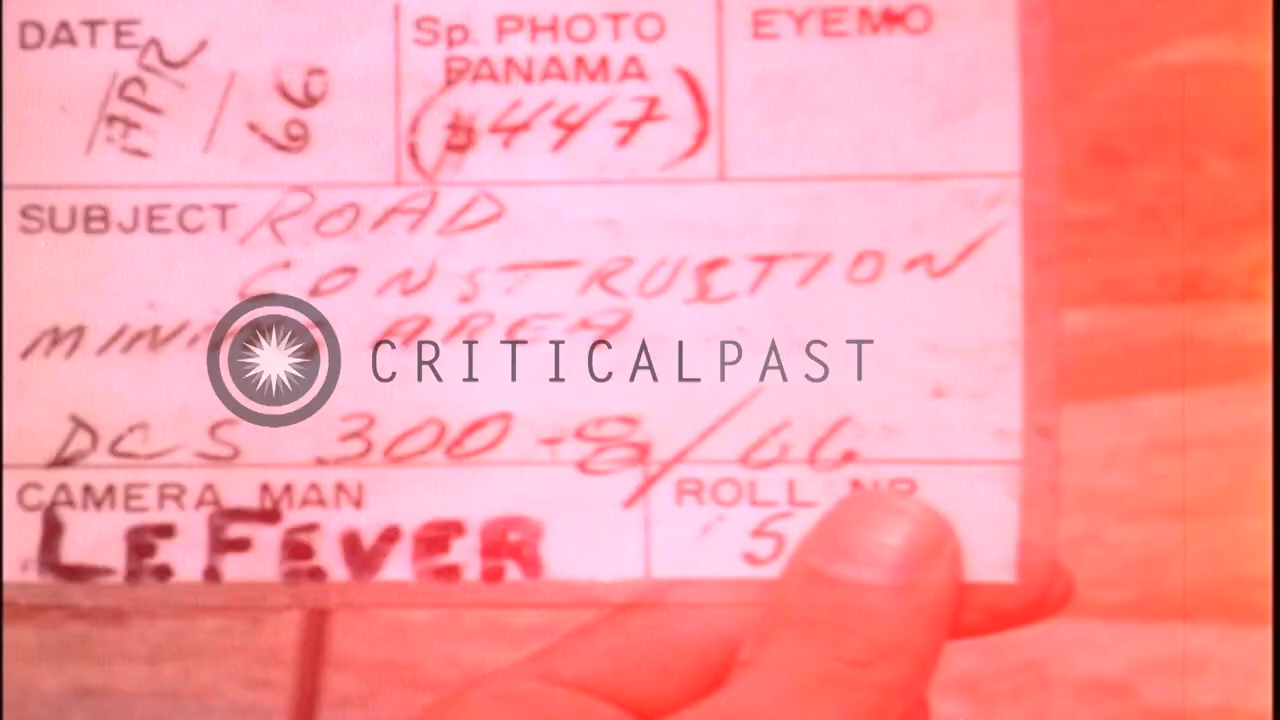 DATE
APR / 66
Sp. PHOTO
PANAMA
(#447)
EYEMO
SUBJECT ROAD
CONSTRUCTION
AREA
CRITICALPAST
DCS 300-8/66
CAMERA MAN
LEFEVER
ROLL NR
5